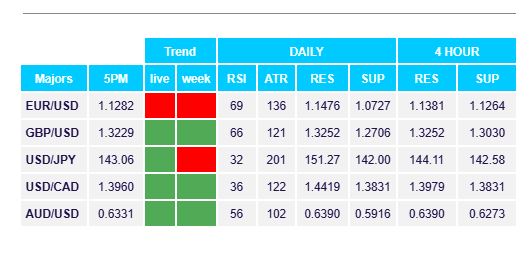 Trend DAILY 4 HOUR
Majors 5PM live week RSI ATR RES SUP RES SUP
EUR/USD 1.1282 69 136 1.1476 1.0727 1.1381 1.1264
GBP/USD 1.3229 66 121 1.3252 1.2706 1.3252 1.3030
USD/JPY 143.06 32 201 151.27 142.00 144.11 142.58
USD/CAD 1.3960 36 122 1.4419 1.3831 1.3979 1.3831
AUD/USD 0.6331 56 102 0.6390 0.5916 0.6390 0.6273